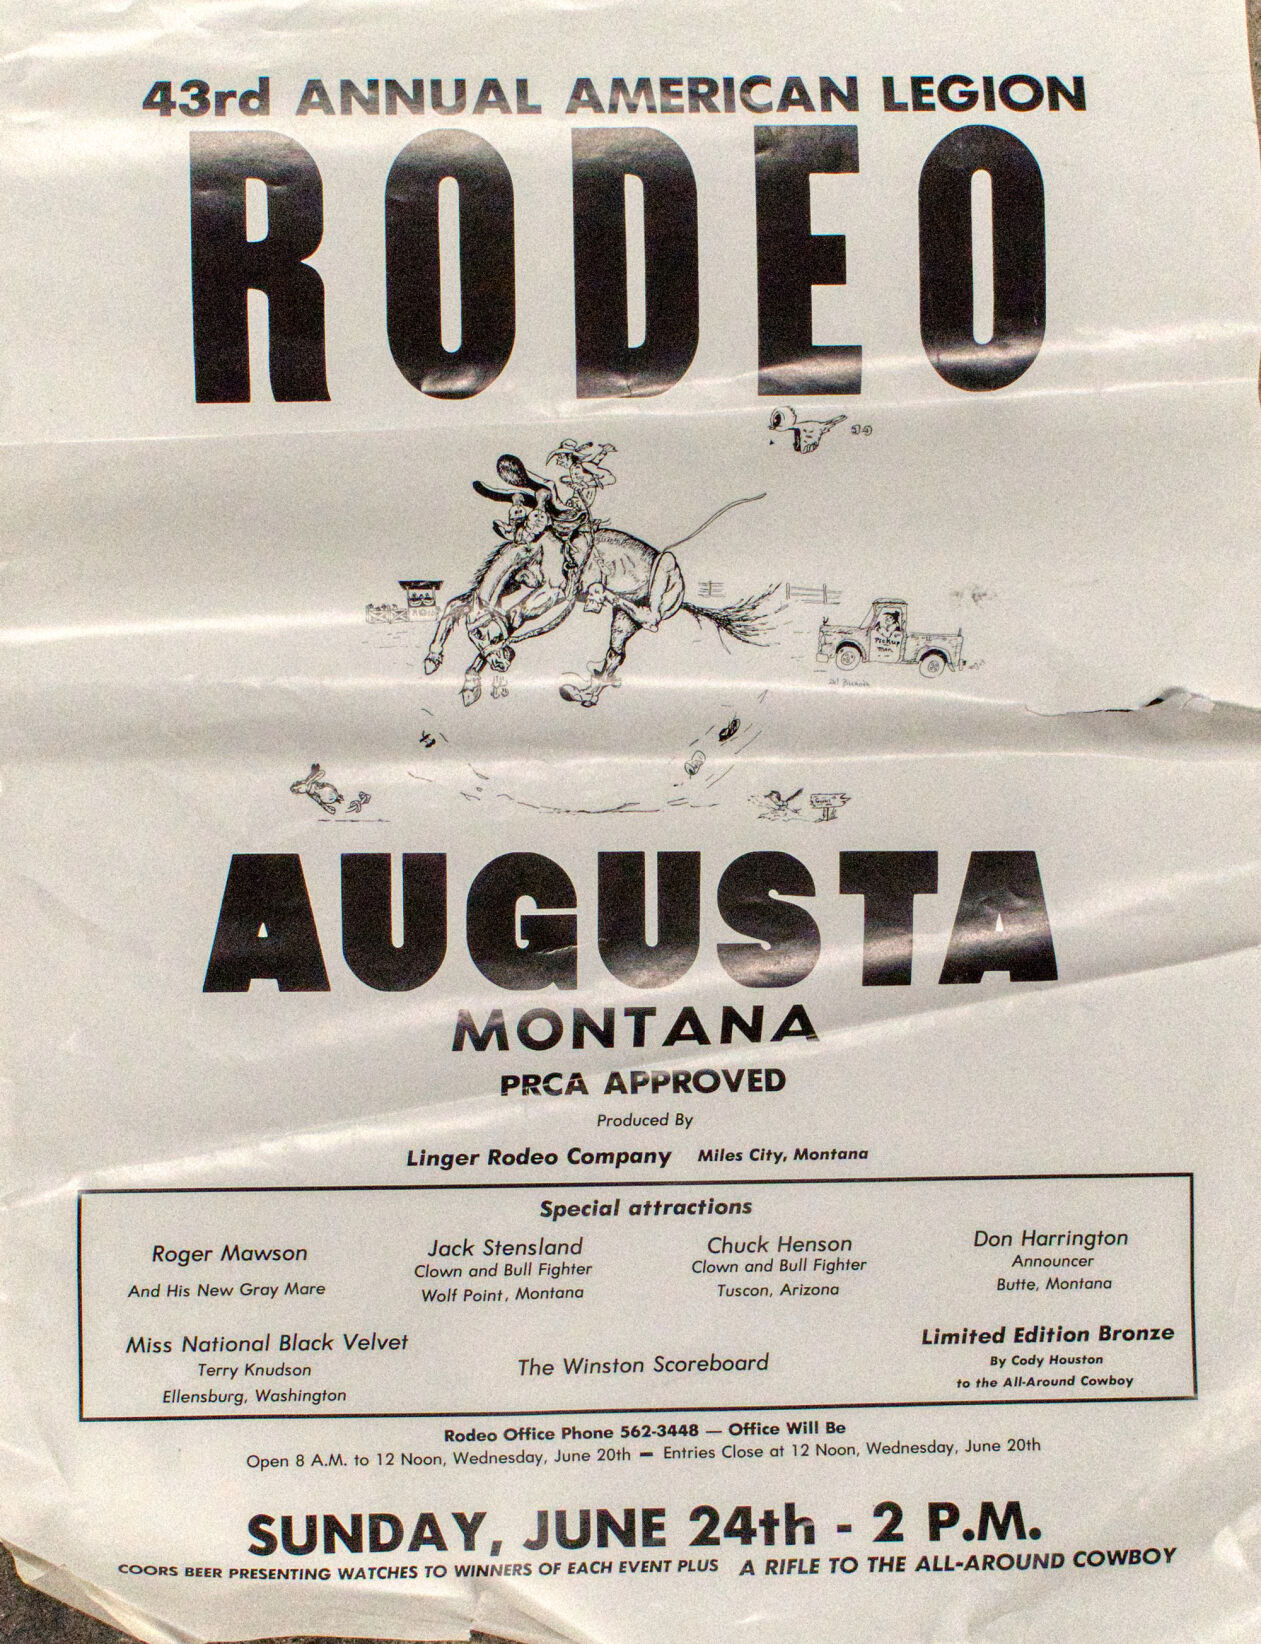 43rd ANNUAL AMERICAN LEGION
RODEO
Pickup
man
AUGUSTA
MONTANA
PRCA APPROVED
Produced By
Linger Rodeo Company Miles City, Montana
Special attractions
Roger Mawson
And His New Gray Mare
Jack Stensland
Clown and Bull Fighter
Wolf Point, Montana
Chuck Henson
Clown and Bull Fighter
Tuscon, Arizona
Don Harrington
Announcer
Butte, Montana
Miss National Black Velvet
Terry Knudson
Ellensburg, Washington
The Winston Scoreboard
Limited Edition Bronze
By Cody Houston
to the All-Around Cowboy
Rodeo Office Phone 562-3448 — Office Will Be
Open 8 A.M. to 12 Noon, Wednesday, June 20th — Entries Close at 12 Noon, Wednesday, June 20th
SUNDAY, JUNE 24th - 2 P.M.
COORS BEER PRESENTING WATCHES TO WINNERS OF EACH EVENT PLUS A RIFLE TO THE ALL-AROUND COWBOY